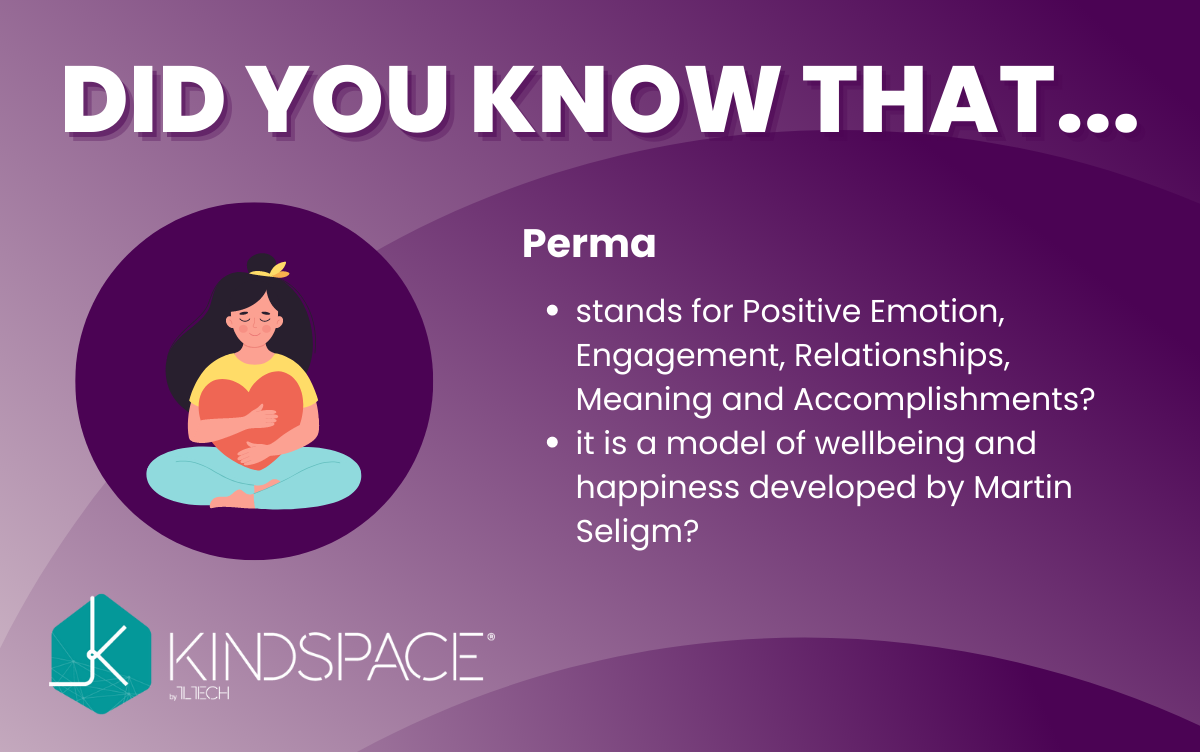 DID YOU KNOW THAT...
Perma
• stands for Positive Emotion,
Engagement, Relationships,
Meaning and Accomplishments?
• it is a model of wellbeing and
happiness developed by Martin
Seligm?
KINDSPACE®
by TLTECH